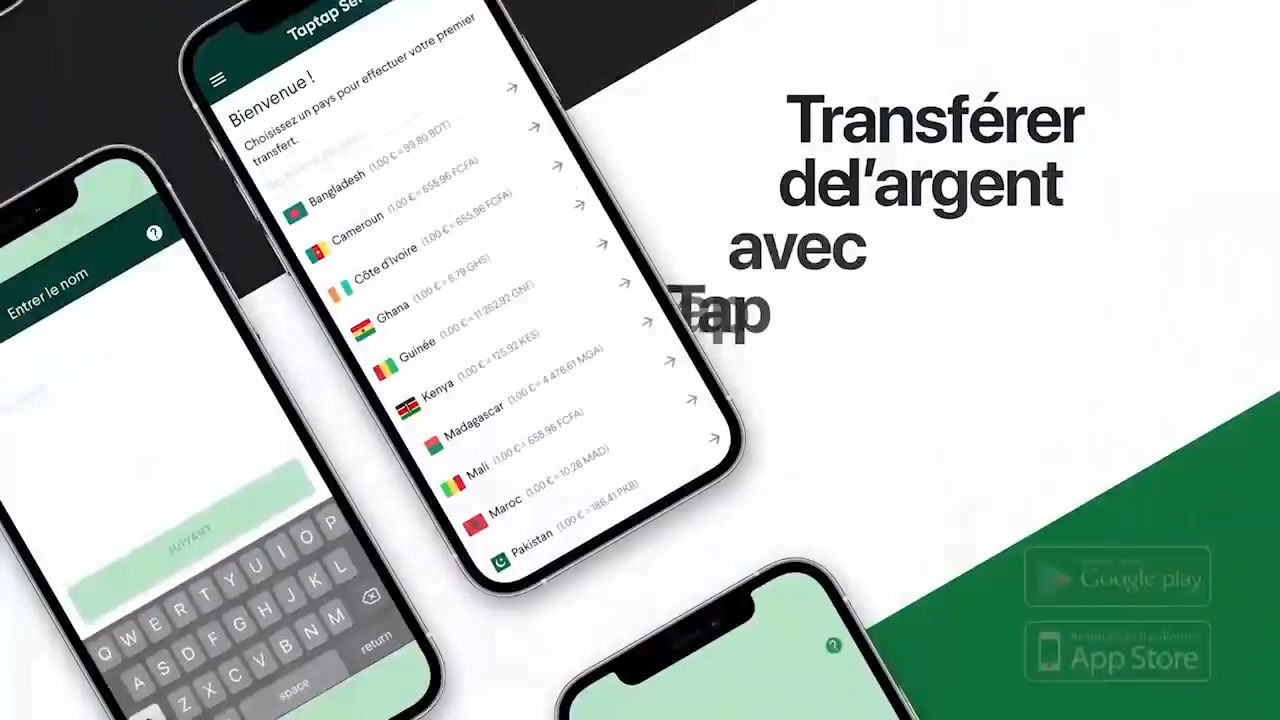 Taptap Sen
Bienvenue !
Choisissez un pays pour effectuer votre premier
transfert.
Bangladesh (1.00 € = 99.80 BDT)
Cameroun (1.00 € = 655.96 FCFA)
Côte d'Ivoire (1.00 € = 655.96 FCFA)
Ghana (1.00 € = 6.79 GHS)
Guinée (1.00 € = 11 262.92 GNF)
Kenya (1.00 € = 125.92 KES)
Madagascar (1.00 € = 4 476.61 MGA)
Mali (1.00 € = 655.96 FCFA)
Maroc (1.00 € = 10.28 MAD)
Pakistan (1.00 € = 186.41 PKR)
Entrer le nom
?
SUIVANT
Q W E R T Y U I O P
A S D F G H J K L
Z X C V B N M
space
return
Transférer
de l’argent
avec
Tap
?
Google play
App Store